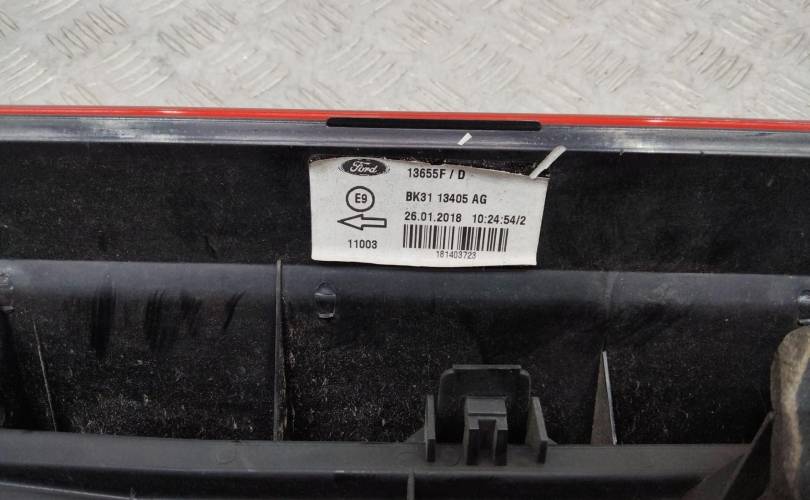 Ford
13655F / D
E9
BK31 13405 AG
26.01.2018 10:24:54/2
11003
181403723